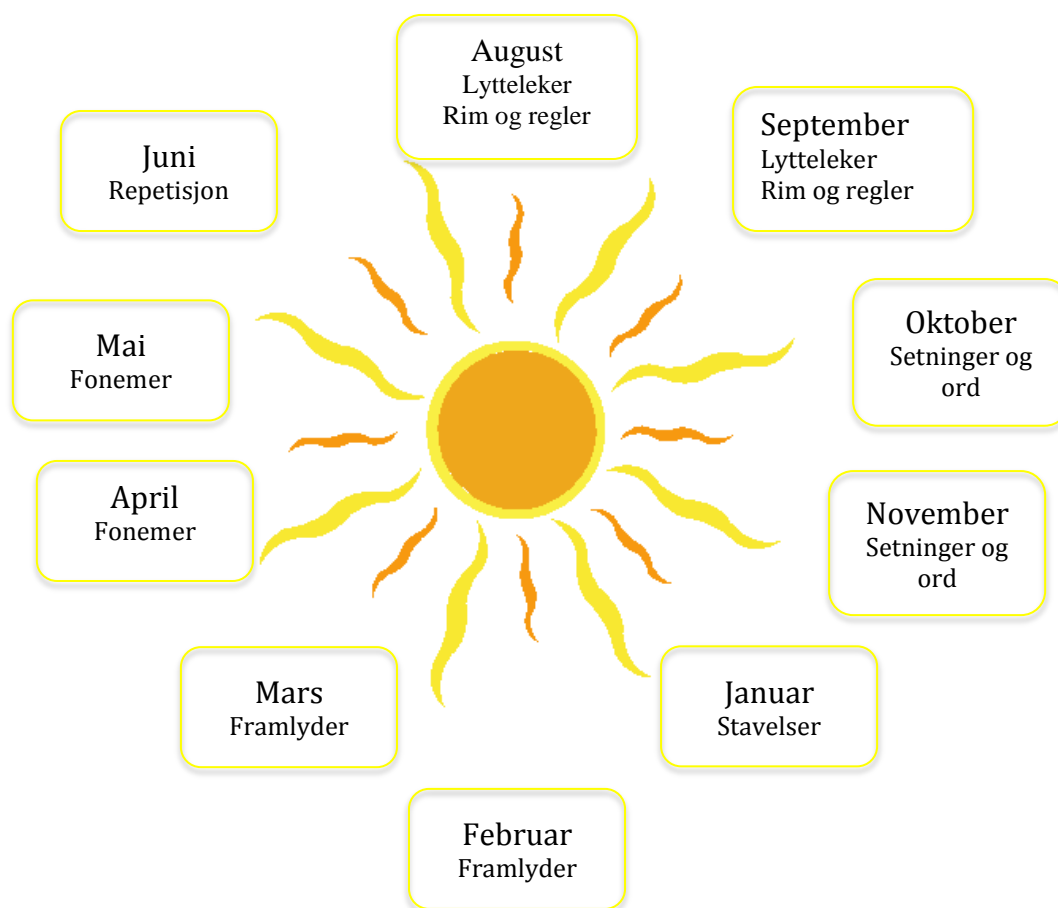 August
Lytteleker
Rim og regler
September
Lytteleker
Rim og regler
Oktober
Setninger og
ord
November
Setninger og
ord
Januar
Stavelser
Februar
Framlyder
Mars
Framlyder
April
Fonemer
Mai
Fonemer
Juni
Repetisjon